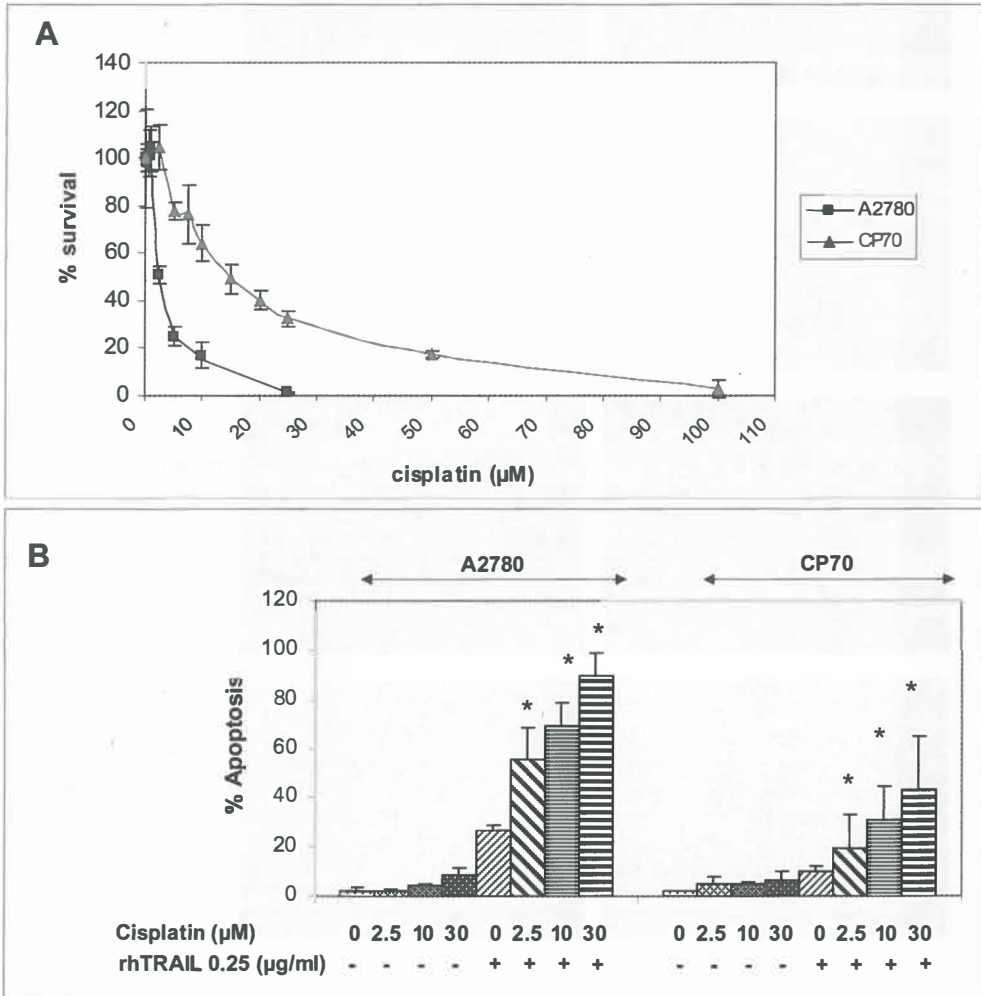 A
140
120
100
80
60
40
20
0
% survival
0 10 20 30 40 50 60 70 80 90 100 110
cisplatin (µM)
A2780
CP70
B
A2780 CP70
120
100
80
60
40
20
0
% Apoptosis
* * * * * *
Cisplatin (µM) 0 2.5 10 30 0 2.5 10 30 0 2.5 10 30 0 2.5 10 30
rhTRAIL 0.25 (µg/ml) - - - - + + + + - - - - + + + +